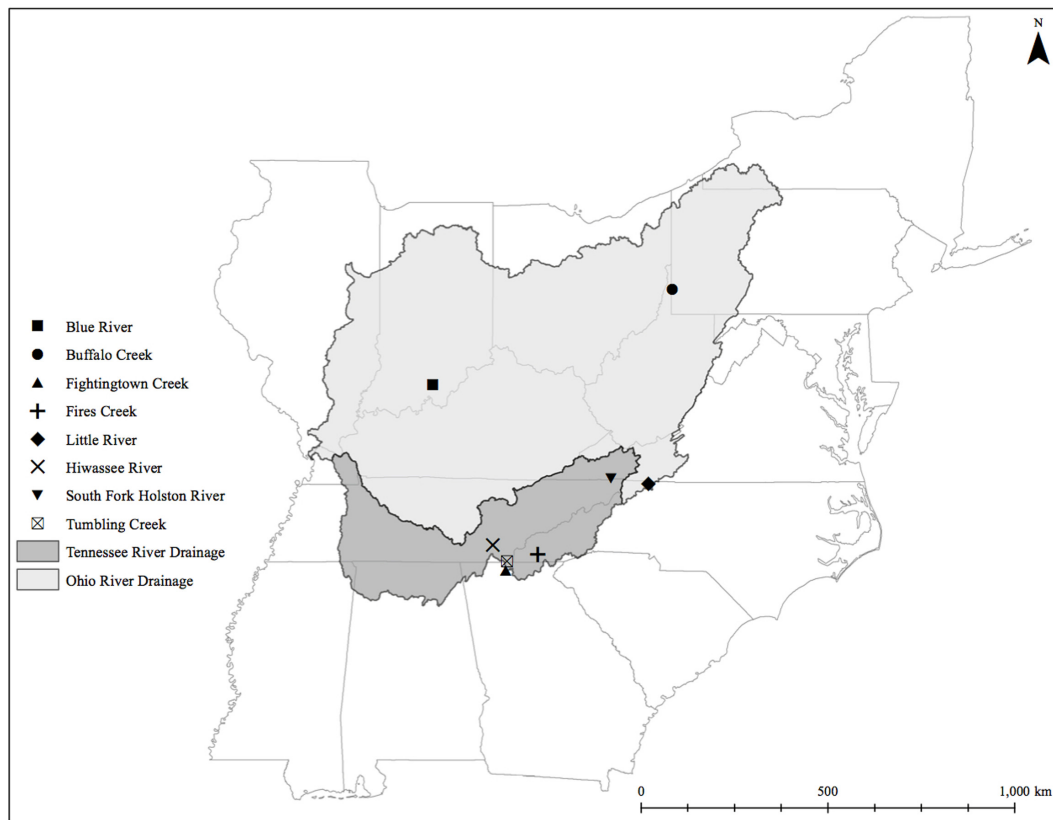 N
Blue River
Buffalo Creek
Fightingtown Creek
Fires Creek
Little River
Hiwassee River
South Fork Holston River
Tumbling Creek
Tennessee River Drainage
Ohio River Drainage
0 500 1,000 km